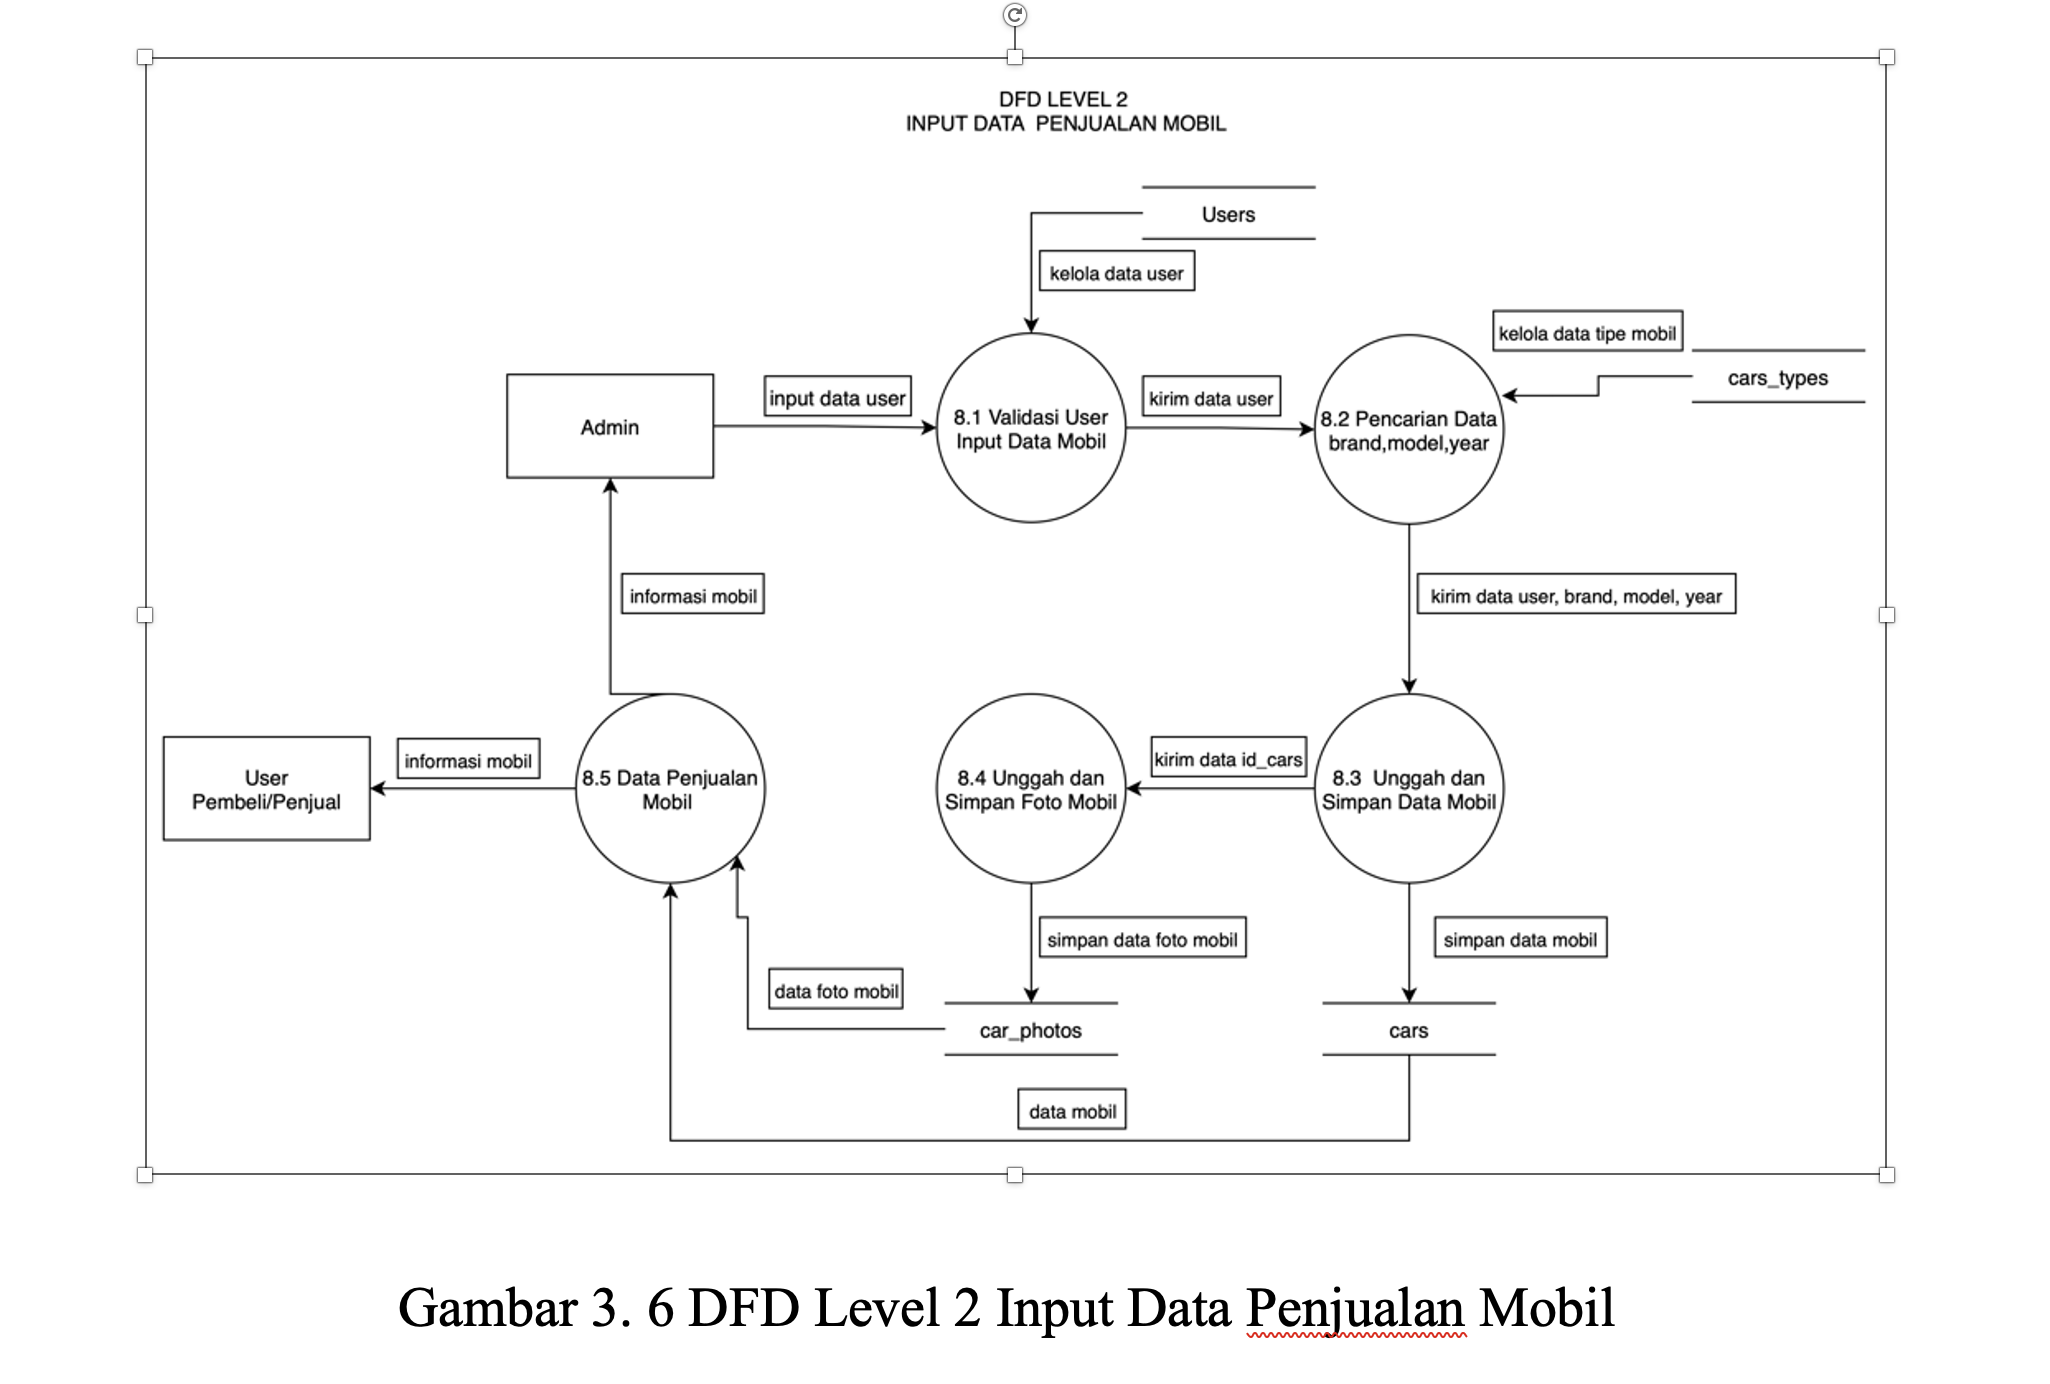 DFD LEVEL 2
INPUT DATA  PENJUALAN MOBIL
Users
kelola data user
kelola data tipe mobil
cars_types
Admin
input data user
8.1 Validasi User
Input Data Mobil
kirim data user
8.2 Pencarian Data
brand,model,year
informasi mobil
kirim data user, brand, model, year
User
Pembeli/Penjual
informasi mobil
8.5 Data Penjualan
Mobil
8.4 Unggah dan
Simpan Foto Mobil
kirim data id_cars
8.3  Unggah dan
Simpan Data Mobil
simpan data foto mobil
simpan data mobil
data foto mobil
car_photos
cars
data mobil
Gambar 3. 6 DFD Level 2 Input Data Penjualan Mobil